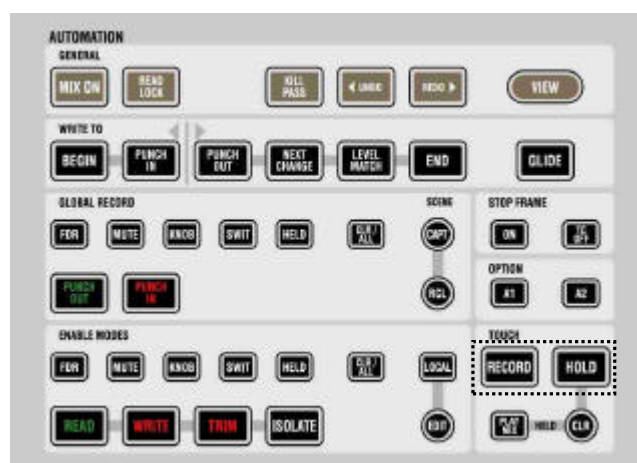 AUTOMATION
GENERAL
MIX ON READ LOCK KILL PASS UNDO REDO VIEW
WRITE TO
BEGIN PUNCH IN PUNCH OUT NEXT CHANGE LEVEL MATCH END GLIDE
GLOBAL RECORD SCENE STOP FRAME
FDR MUTE KNOB SWIT HELD CLR/ ALL CAPT ON T.C. OFF
OPTION
PUNCH OUT PUNCH IN RCL A1 A2
ENABLE MODES TOUCH
FDR MUTE KNOB SWIT HELD CLR/ ALL LOCAL RECORD HOLD
READ WRITE TRIM ISOLATE EDIT PLAY MIX HELD CLR